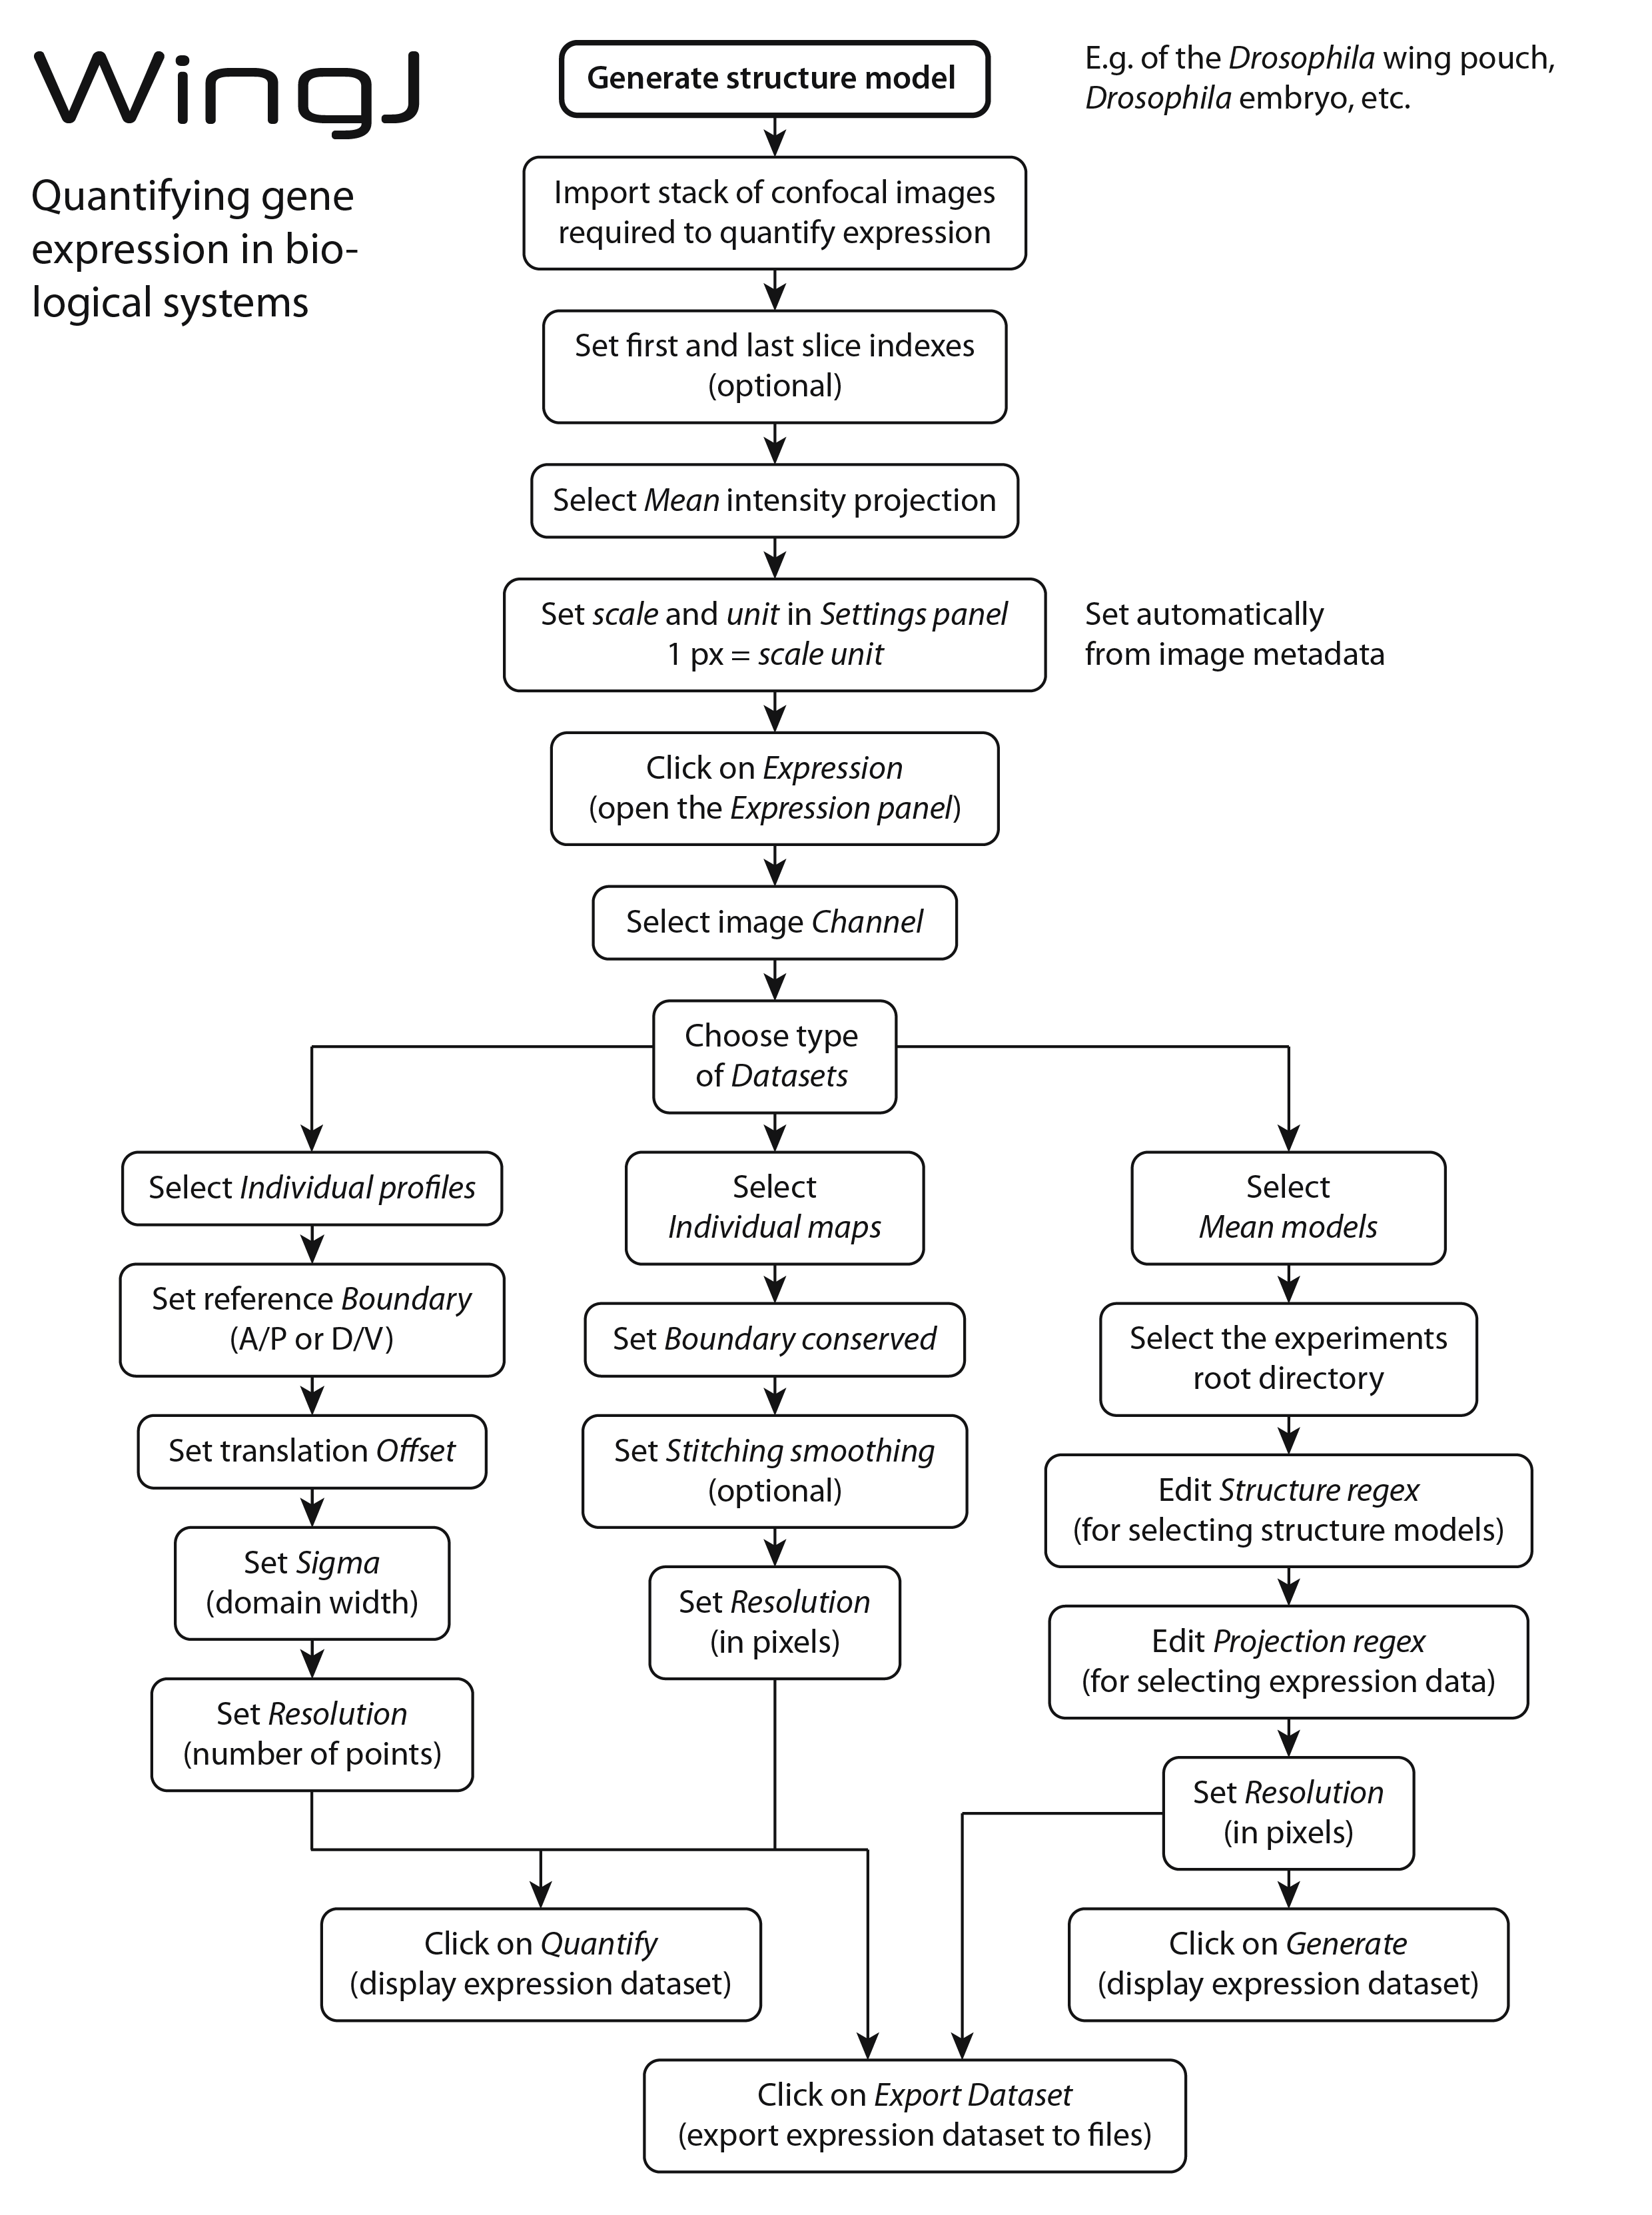 WingJ
Quantifying gene
expression in bio-
logical systems
Generate structure model
E.g. of the Drosophila wing pouch,
Drosophila embryo, etc.
Import stack of confocal images
required to quantify expression
Set first and last slice indexes
(optional)
Select Mean intensity projection
Set scale and unit in Settings panel
1 px = scale unit
Set automatically
from image metadata
Click on Expression
(open the Expression panel)
Select image Channel
Choose type
of Datasets
Select Individual profiles
Set reference Boundary
(A/P or D/V)
Set translation Offset
Set Sigma
(domain width)
Set Resolution
(number of points)
Select
Individual maps
Set Boundary conserved
Set Stitching smoothing
(optional)
Set Resolution
(in pixels)
Select
Mean models
Select the experiments
root directory
Edit Structure regex
(for selecting structure models)
Edit Projection regex
(for selecting expression data)
Set Resolution
(in pixels)
Click on Quantify
(display expression dataset)
Click on Generate
(display expression dataset)
Click on Export Dataset
(export expression dataset to files)